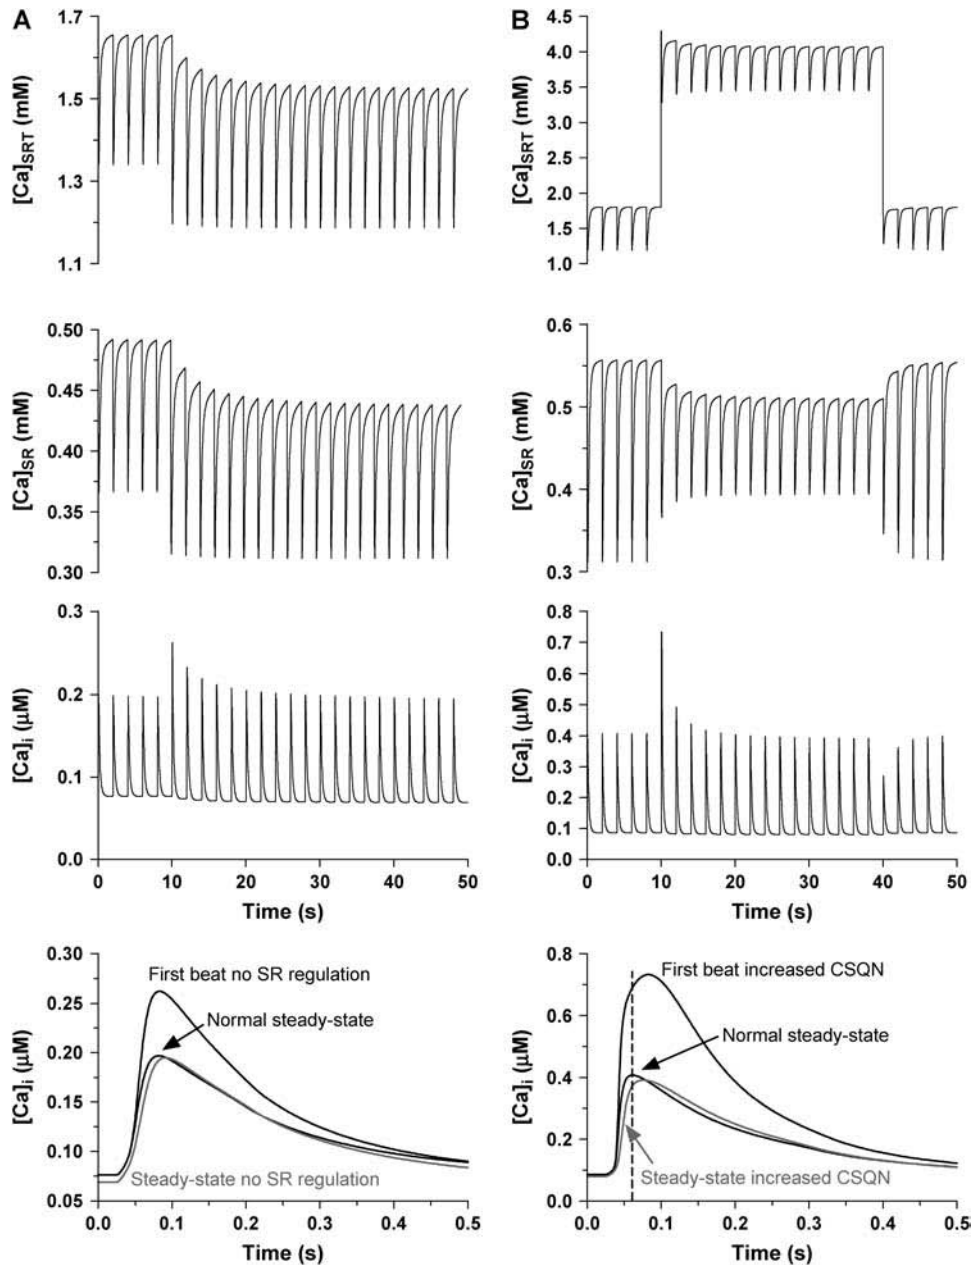 A
[Ca]SRT (mM)
1.7
1.5
1.3
1.1
[Ca]SR (mM)
0.50
0.45
0.40
0.35
0.30
[Ca]i (μM)
0.3
0.2
0.1
0.0
0 10 20 30 40 50
Time (s)
[Ca]i (μM)
0.30
0.25
0.20
0.15
0.10
0.05
First beat no SR regulation
Normal steady-state
Steady-state no SR regulation
0.0 0.1 0.2 0.3 0.4 0.5
Time (s)
B
[Ca]SRT (mM)
4.5
4.0
3.5
3.0
2.5
2.0
1.5
1.0
[Ca]SR (mM)
0.6
0.5
0.4
0.3
[Ca]i (μM)
0.8
0.7
0.6
0.5
0.4
0.3
0.2
0.1
0.0
0 10 20 30 40 50
Time (s)
[Ca]i (μM)
0.8
0.6
0.4
0.2
0.0
First beat increased CSQN
Normal steady-state
Steady-state increased CSQN
0.0 0.1 0.2 0.3 0.4 0.5
Time (s)